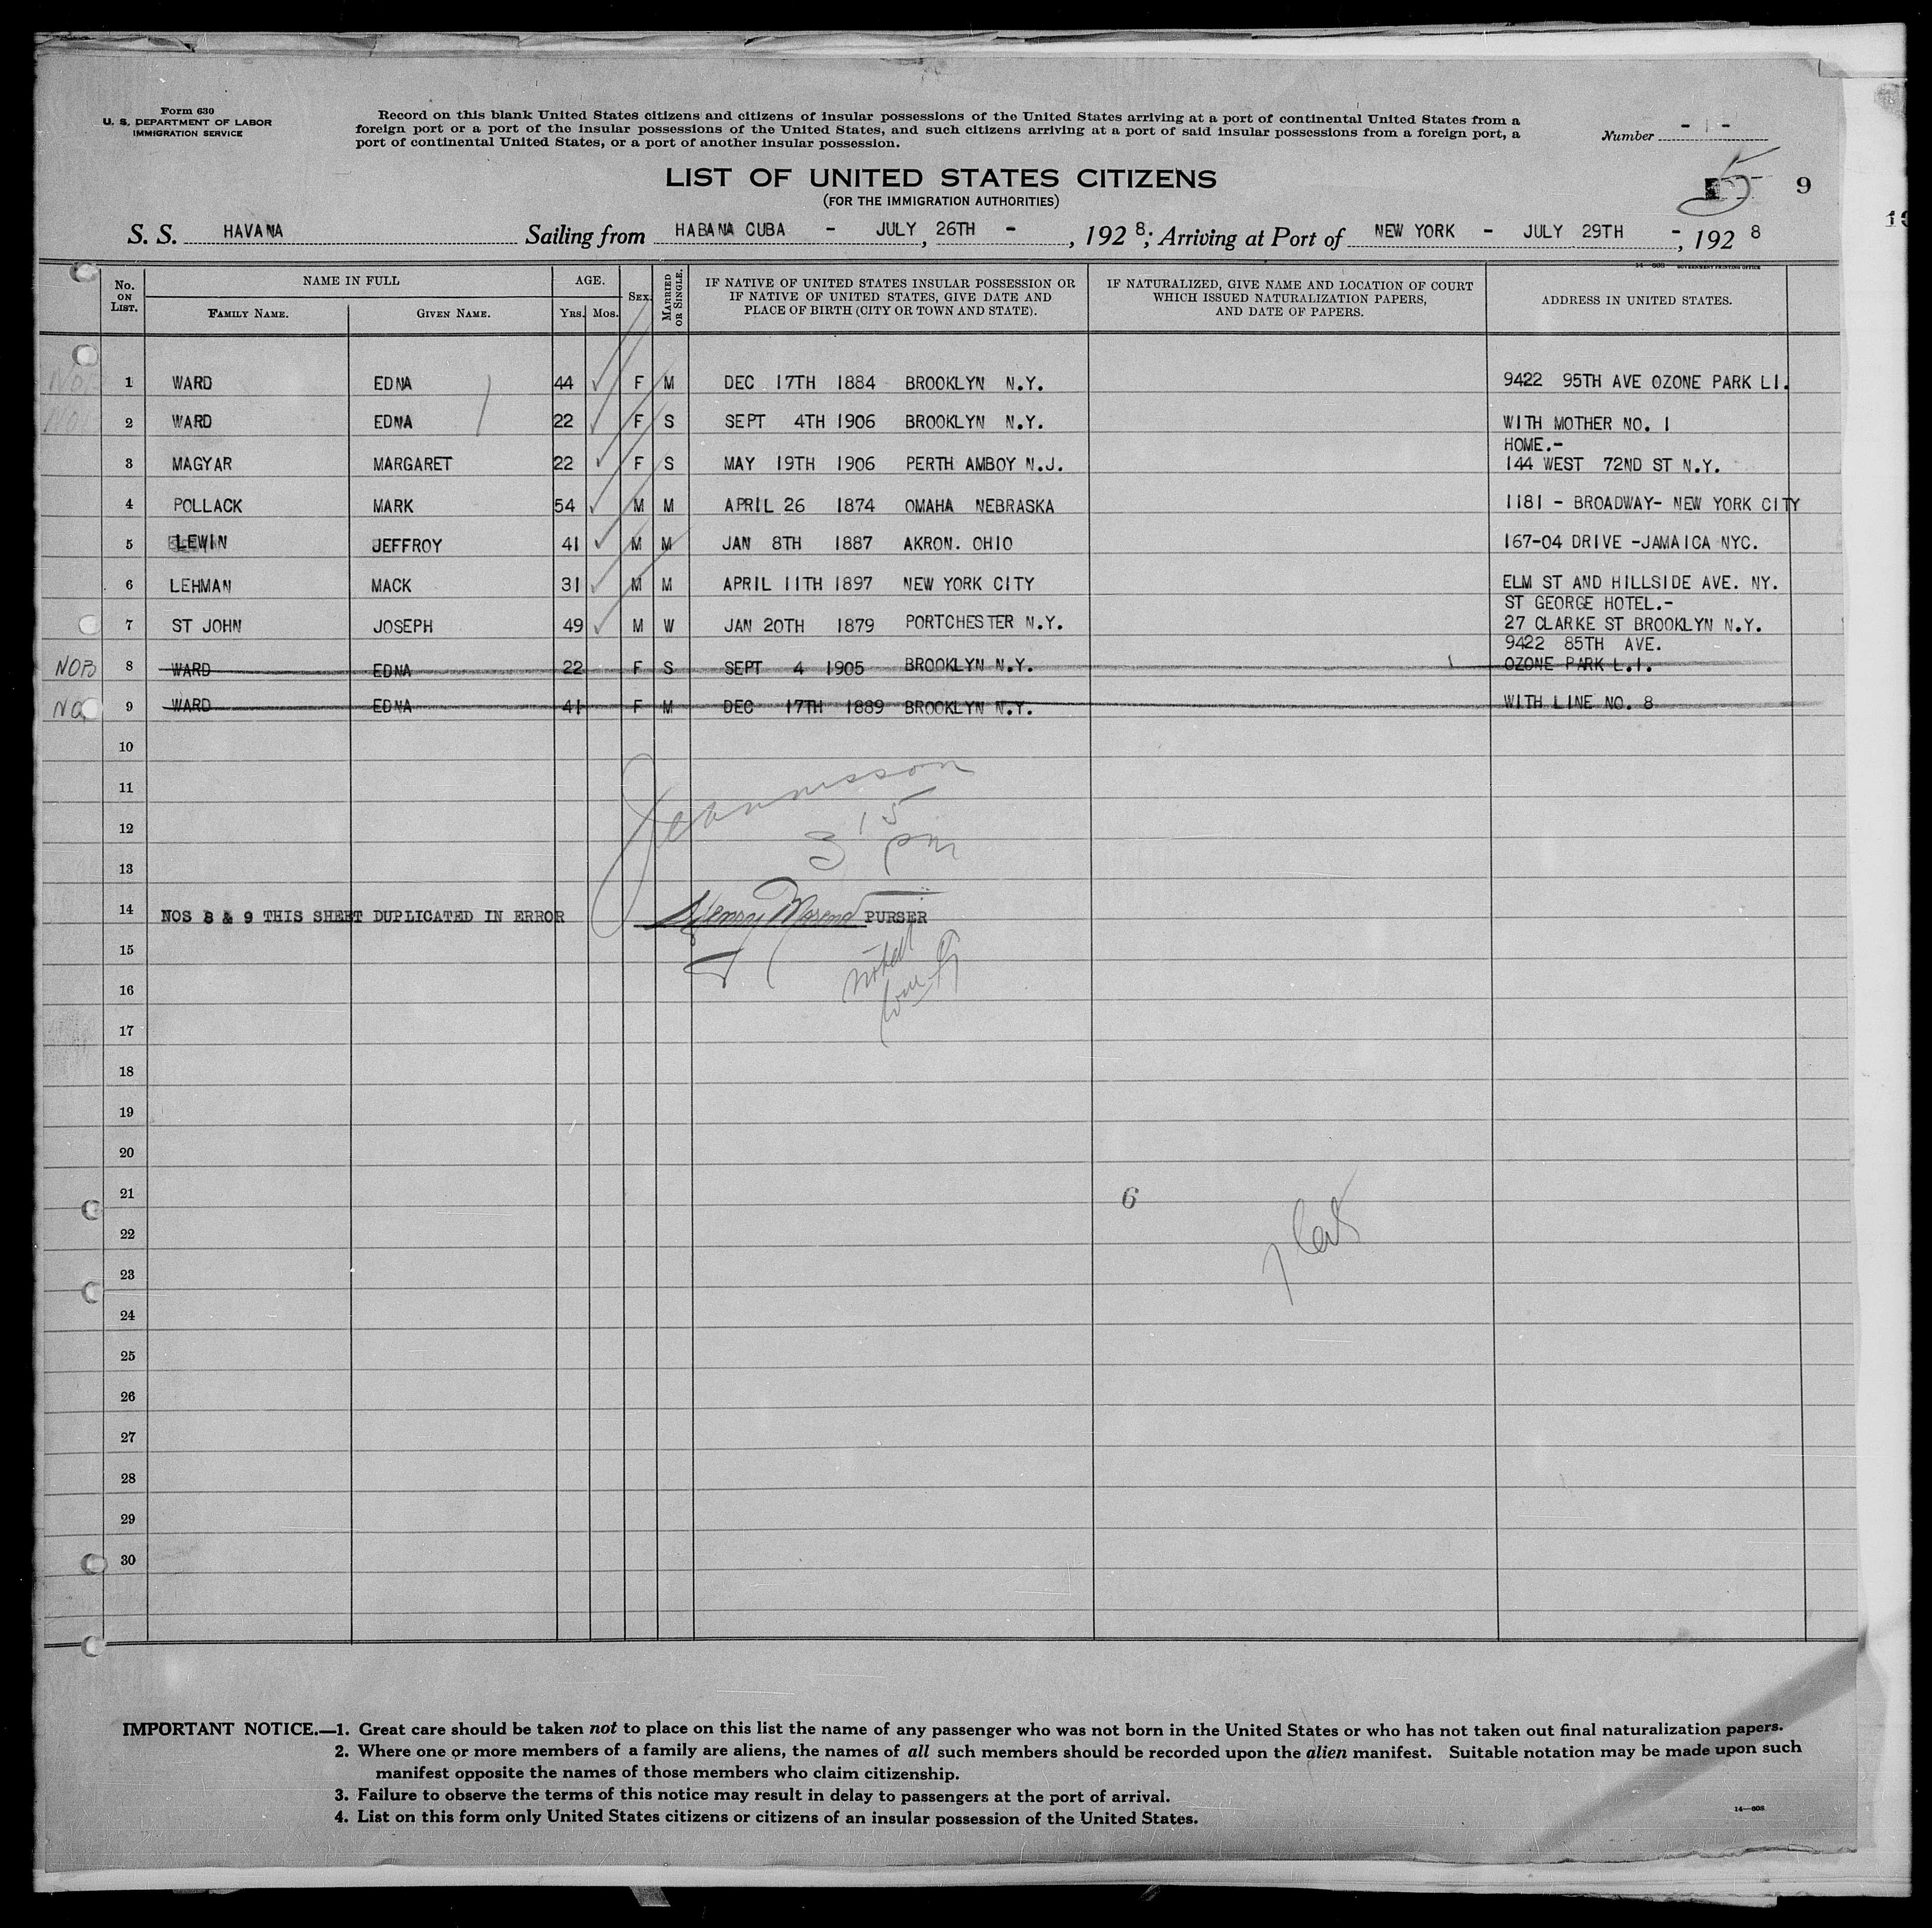 Form 630
U. S. DEPARTMENT OF LABOR
IMMIGRATION SERVICE
Record on this blank United States citizens and citizens of insular possessions of the United States arriving at a port of continental United States from a
foreign port or a port of the insular possessions of the United States, and such citizens arriving at a port of said insular possessions from a foreign port, a
port of continental United States, or a port of another insular possession.
Number - 1 -
LIST OF UNITED STATES CITIZENS
(FOR THE IMMIGRATION AUTHORITIES)
5 9
S. S. HAVANA Sailing from HABANA CUBA - JULY, 26TH - , 192 8; Arriving at Port of NEW YORK - JULY 29TH -, 192 8
14—608 GOVERNMENT PRINTING OFFICE
No. ON LIST. NAME IN FULL FAMILY NAME. GIVEN NAME. AGE. YRS. MOS. SEX. MARRIED OR SINGLE. IF NATIVE OF UNITED STATES INSULAR POSSESSION OR IF NATIVE OF UNITED STATES, GIVE DATE AND PLACE OF BIRTH (CITY OR TOWN AND STATE). IF NATURALIZED, GIVE NAME AND LOCATION OF COURT WHICH ISSUED NATURALIZATION PAPERS, AND DATE OF PAPERS. ADDRESS IN UNITED STATES.
NOB 1 WARD EDNA 44 F M DEC 17TH 1884 BROOKLYN N.Y. 9422 95TH AVE OZONE PARK LI.
NOB 2 WARD EDNA 22 F S SEPT 4TH 1906 BROOKLYN N.Y. WITH MOTHER NO. 1
HOME.-
3 MAGYAR MARGARET 22 F S MAY 19TH 1906 PERTH AMBOY N.J. 144 WEST 72ND ST N.Y.
4 POLLACK MARK 54 M M APRIL 26 1874 OMAHA NEBRASKA 1181 - BROADWAY- NEW YORK CITY
5 LEWIN JEFFROY 41 M M JAN 8TH 1887 AKRON. OHIO 167-04 DRIVE -JAMAICA NYC.
6 LEHMAN MACK 31 M M APRIL 11TH 1897 NEW YORK CITY ELM ST AND HILLSIDE AVE. NY.
ST GEORGE HOTEL.-
7 ST JOHN JOSEPH 49 M W JAN 20TH 1879 PORTCHESTER N.Y. 27 CLARKE ST BROOKLYN N.Y.
9422 85TH AVE.
NOB 8 WARD EDNA 22 F S SEPT 4 1905 BROOKLYN N.Y. OZONE PARK L.I.
NO 9 WARD EDNA 41 F M DEC 17TH 1889 BROOKLYN N.Y. WITH LINE NO. 8
10
11
12
3 15 pm
13
14 NOS 8 & 9 THIS SHEET DUPLICATED IN ERROR Henry PURSER
15
16
17
18
19
20
21 6
22
23
24
25
26
27
28
29
30
IMPORTANT NOTICE.—1. Great care should be taken not to place on this list the name of any passenger who was not born in the United States or who has not taken out final naturalization papers.
2. Where one or more members of a family are aliens, the names of all such members should be recorded upon the alien manifest. Suitable notation may be made upon such
manifest opposite the names of those members who claim citizenship.
3. Failure to observe the terms of this notice may result in delay to passengers at the port of arrival.
4. List on this form only United States citizens or citizens of an insular possession of the United States.
14—608